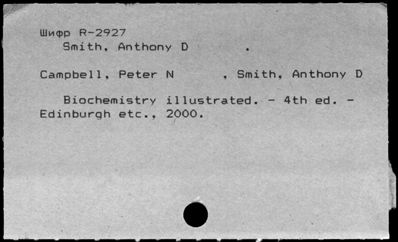 Шифр R-2927
Smith, Anthony D .
Campbell, Peter N , Smith, Anthony D
Biochemistry illustrated. - 4th ed. -
Edinburgh etc., 2000.